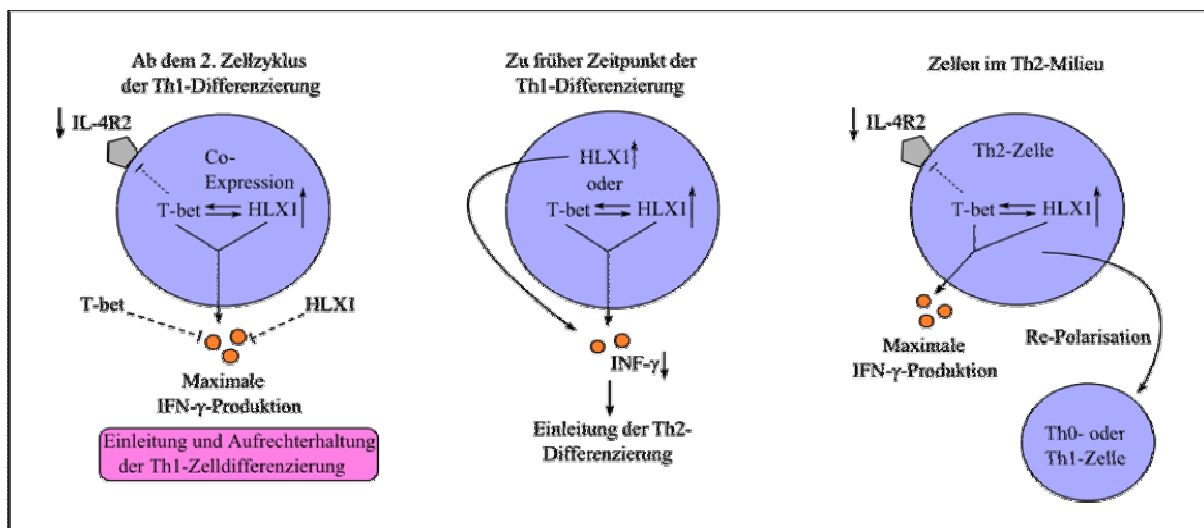 Ab dem 2. Zellzyklus
der Th1-Differenzierung
↓ IL-4R2
Co-
Expression
T-bet ⇄ HLX1↑
T-bet
HLX1
Maximale
IFN-γ-Produktion
Einleitung und Aufrechterhaltung
der Th1-Zelldifferenzierung
Zu früher Zeitpunkt der
Th1-Differenzierung
HLX1↑
oder
T-bet ⇄ HLX1↑
INF-γ↓
Einleitung der Th2-
Differenzierung
Zellen im Th2-Milieu
↓ IL-4R2
Th2-Zelle
T-bet ⇄ HLX1↑
Maximale
IFN-γ-Produktion
Re-Polarisation
Th0- oder
Th1-Zelle